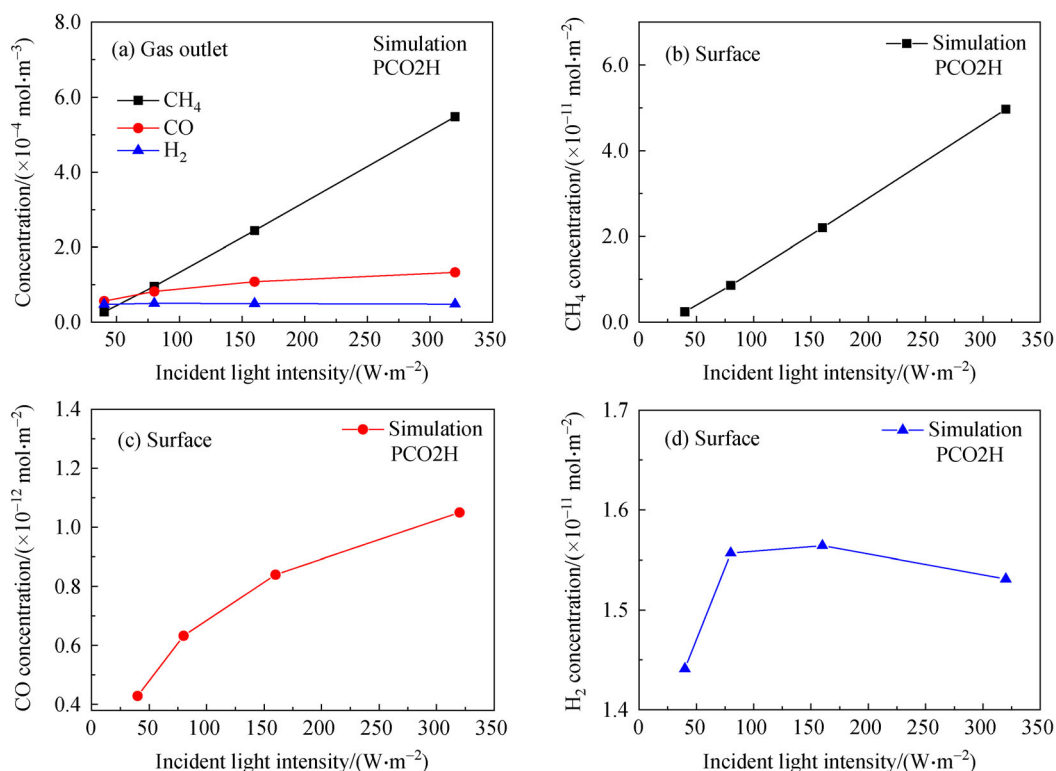 (a) Gas outlet
Simulation
PCO2H
CH₄
CO
H₂
8.0
6.0
4.0
2.0
0.0
Concentration/(×10⁻⁴ mol·m⁻³)
50 100 150 200 250 300 350
Incident light intensity/(W·m⁻²)
(b) Surface
Simulation
PCO2H
6.0
4.0
2.0
0.0
CH₄ concentration/(×10⁻¹¹ mol·m⁻²)
0 50 100 150 200 250 300 350
Incident light intensity/(W·m⁻²)
(c) Surface
Simulation
PCO2H
1.4
1.2
1.0
0.8
0.6
0.4
CO concentration/(×10⁻¹² mol·m⁻²)
0 50 100 150 200 250 300 350
Incident light intensity/(W·m⁻²)
(d) Surface
Simulation
PCO2H
1.7
1.6
1.5
1.4
H₂ concentration/(×10⁻¹¹ mol·m⁻²)
0 50 100 150 200 250 300 350
Incident light intensity/(W·m⁻²)